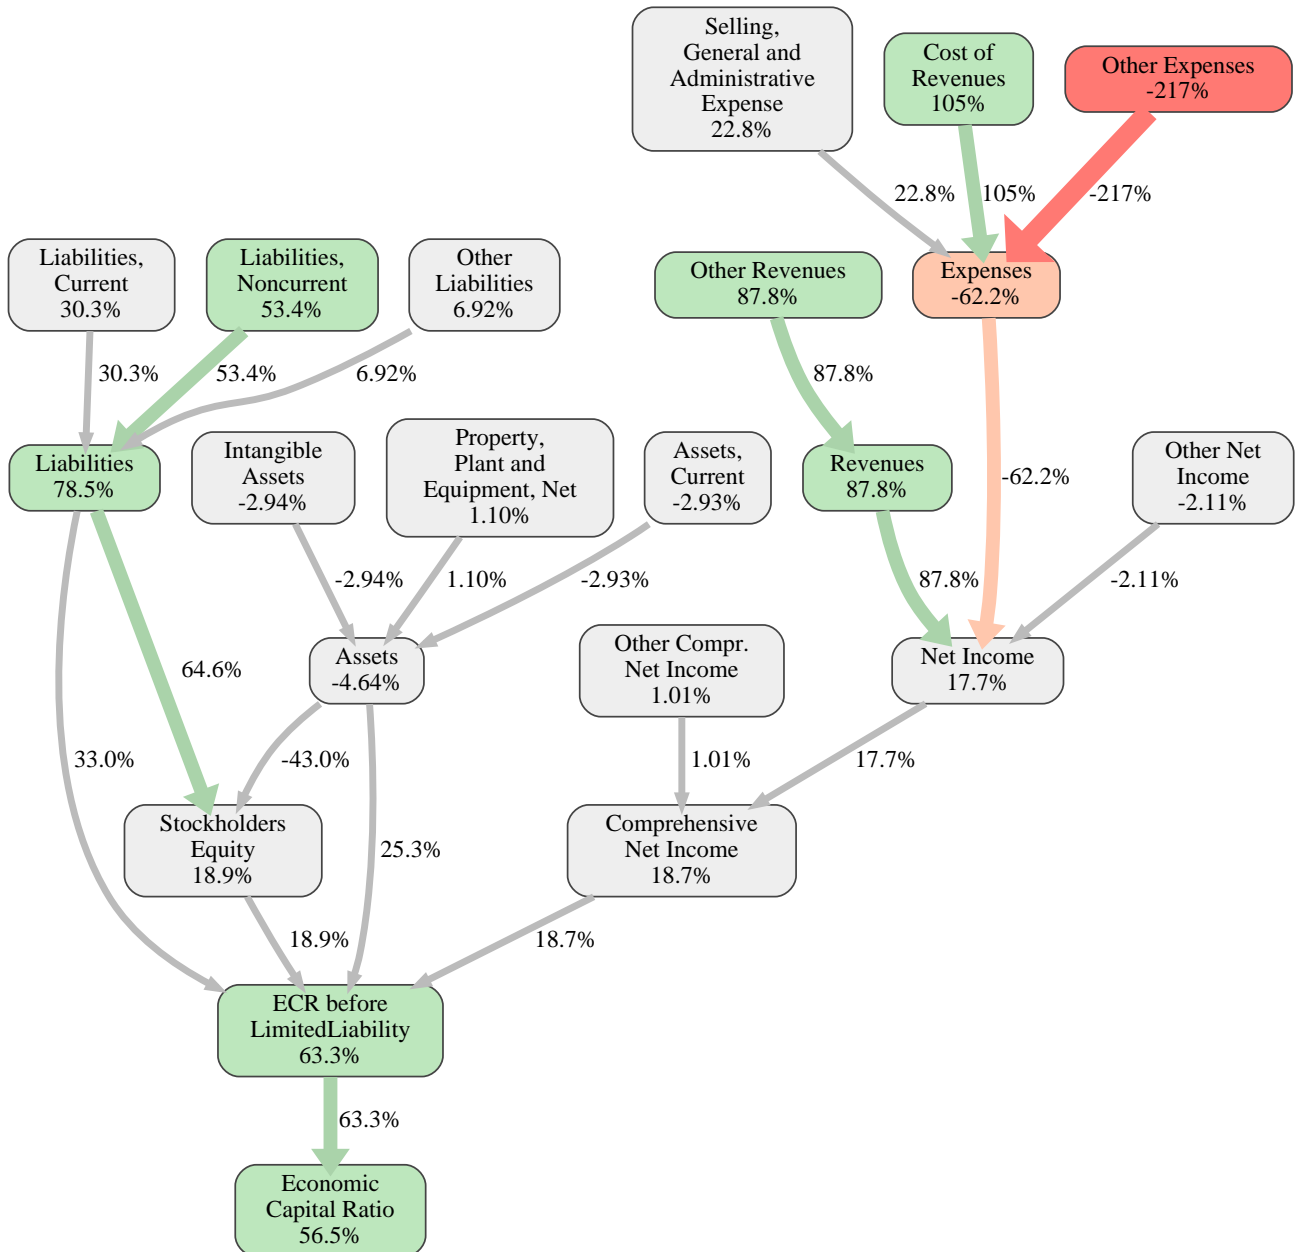 Selling,
General and
Administrative
Expense
22.8%
Cost of
Revenues
105%
Other Expenses
-217%
22.8%
105%
-217%
Liabilities,
Current
30.3%
Liabilities,
Noncurrent
53.4%
Other
Liabilities
6.92%
Other Revenues
87.8%
Expenses
-62.2%
30.3%
53.4%
6.92%
87.8%
Liabilities
78.5%
Intangible
Assets
-2.94%
Property,
Plant and
Equipment, Net
1.10%
Assets,
Current
-2.93%
Revenues
87.8%
-62.2%
Other Net
Income
-2.11%
-2.94%
1.10%
-2.93%
87.8%
-2.11%
64.6%
Assets
-4.64%
Other Compr.
Net Income
1.01%
Net Income
17.7%
33.0%
-43.0%
1.01%
17.7%
Stockholders
Equity
18.9%
25.3%
Comprehensive
Net Income
18.7%
18.9%
18.7%
ECR before
LimitedLiability
63.3%
63.3%
Economic
Capital Ratio
56.5%